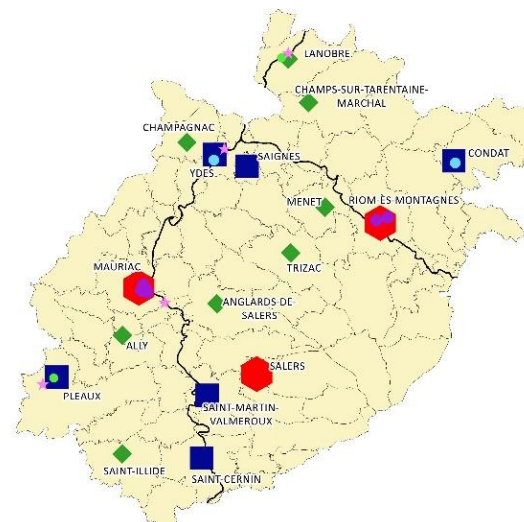 LANOBRE
CHAMPS-SUR-TARENTAINE-
MARCHAL
CHAMPAGNAC
SAIGNES
CONDAT
YDES
MENET
RIOM ÈS-MONTAGNES
MAURIAC
TRIZAC
ANGLARDS-DE-
SALERS
ALLY
SALERS
PLEAUX
SAINT-MARTIN-
VALMEROUX
SAINT-ILLIDE
SAINT-CERNIN